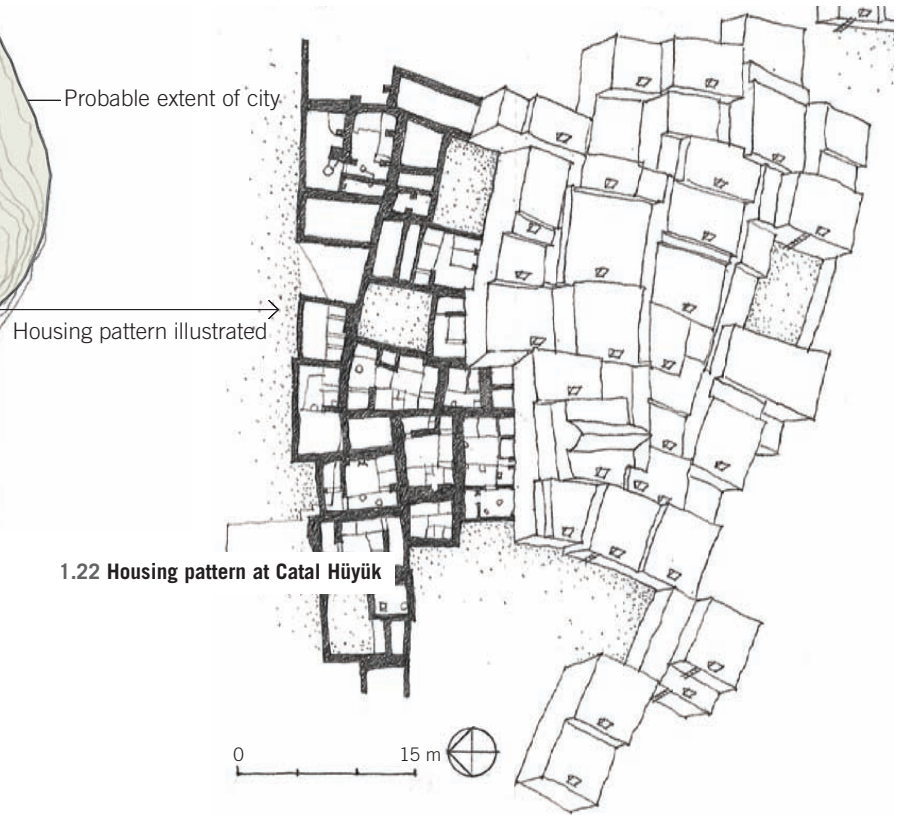 Probable extent of city
Housing pattern illustrated
1.22 Housing pattern at Catal Hüyük
0 15 m